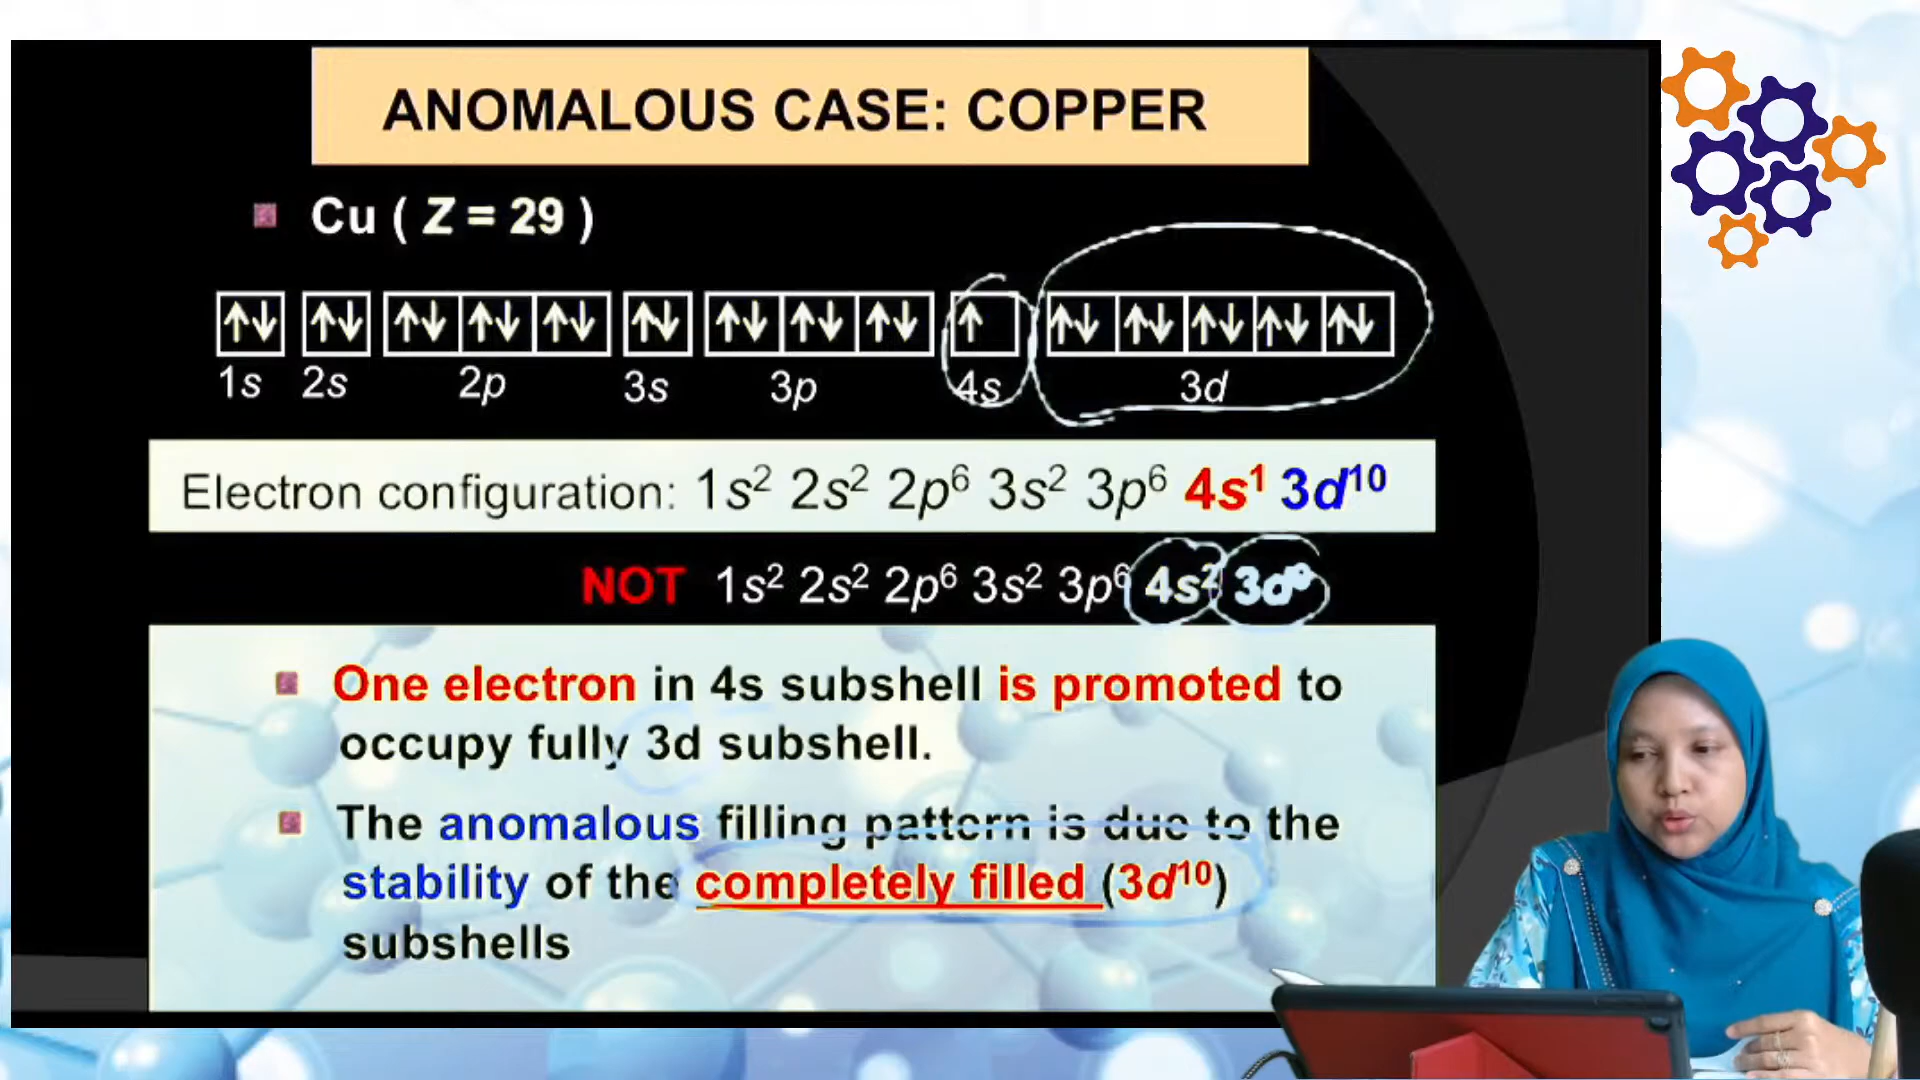 ANOMALOUS CASE: COPPER
Cu ( Z = 29 )
↑↓ ↑↓ ↑↓ ↑↓ ↑↓ ↑↓ ↑↓ ↑↓ ↑↓ ↑ ↑↓ ↑↓ ↑↓ ↑↓ ↑↓
1s 2s 2p 3s 3p 4s 3d
Electron configuration: 1s² 2s² 2p⁶ 3s² 3p⁶ 4s¹ 3d¹⁰
NOT 1s² 2s² 2p⁶ 3s² 3p⁶ 4s² 3d⁹
One electron in 4s subshell is promoted to
occupy fully 3d subshell.
The anomalous filling pattern is due to the
stability of the completely filled (3d¹⁰)
subshells